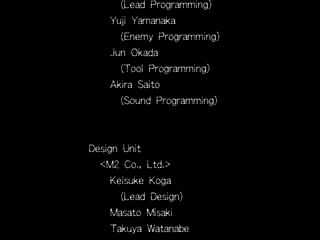 (Lead Programming)
Yuji Yamanaka
(Enemy Programming)
Jun Okada
(Tool Programming)
Akira Saito
(Sound Programming)
Design Unit
<M2 Co., Ltd.>
Keisuke Koga
(Lead Design)
Masato Misaki
Takuya Watanabe